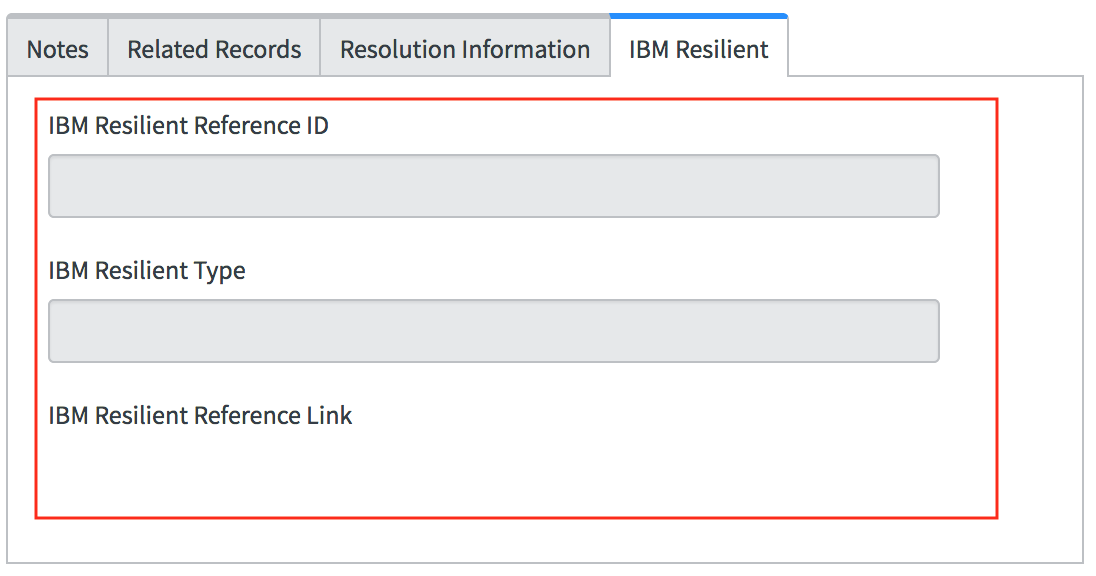 Notes Related Records Resolution Information IBM Resilient
IBM Resilient Reference ID
IBM Resilient Type
IBM Resilient Reference Link